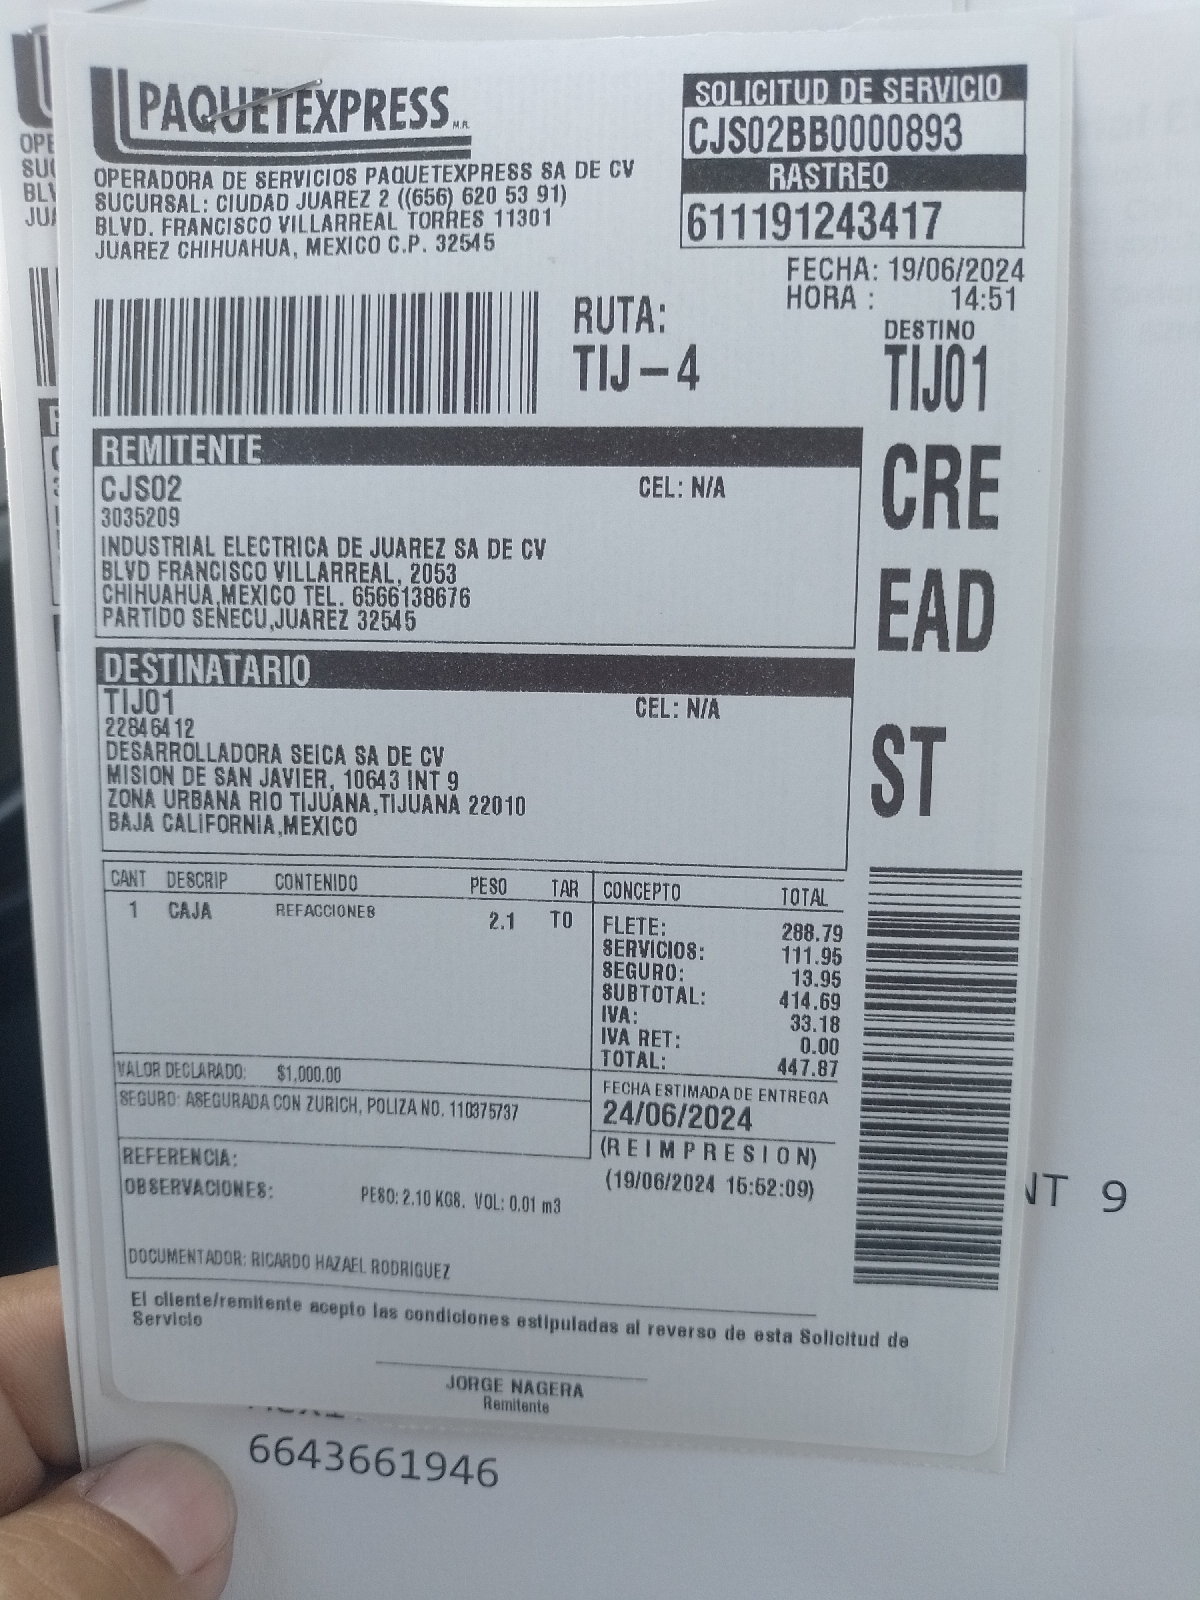 PAQUETEXPRESS M.R.
OPERADORA DE SERVICIOS PAQUETEXPRESS SA DE CV
SUCURSAL: CIUDAD JUAREZ 2 ((656) 620 53 91)
BLVD. FRANCISCO VILLARREAL TORRES 11301
JUAREZ CHIHUAHUA, MEXICO C.P. 32545
SOLICITUD DE SERVICIO
CJS02BB0000893
RASTREO
611191243417
FECHA: 19/06/2024
HORA : 14:51
RUTA:
TIJ-4
DESTINO
TIJ01
CRE
EAD
ST
REMITENTE
CJS02 CEL: N/A
3035209
INDUSTRIAL ELECTRICA DE JUAREZ SA DE CV
BLVD FRANCISCO VILLARREAL, 2053
CHIHUAHUA,MEXICO TEL. 6566138676
PARTIDO SENECU,JUAREZ 32545
DESTINATARIO
TIJ01 CEL: N/A
22846412
DESARROLLADORA SEICA SA DE CV
MISION DE SAN JAVIER, 10643 INT 9
ZONA URBANA RIO TIJUANA,TIJUANA 22010
BAJA CALIFORNIA,MEXICO
CANT DESCRIP CONTENIDO PESO TAR
1 CAJA REFACCIONES 2.1 T0
CONCEPTO TOTAL
FLETE: 288.79
SERVICIOS: 111.95
SEGURO: 13.95
SUBTOTAL: 414.69
IVA: 33.18
IVA RET: 0.00
TOTAL: 447.87
VALOR DECLARADO: $1,000.00
SEGURO: ASEGURADA CON ZURICH, POLIZA NO. 110375737
FECHA ESTIMADA DE ENTREGA
24/06/2024
(REIMPRESION)
(19/06/2024 15:52:09)
REFERENCIA:
OBSERVACIONES: PESO: 2.10 KGS. VOL: 0.01 m3
DOCUMENTADOR: RICARDO HAZAEL RODRIGUEZ
El cliente/remitente acepto las condiciones estipuladas al reverso de esta Solicitud de
Servicio
JORGE NAGERA
Remitente
NT 9
6643661946
OPE
SUC
BLV
JUA